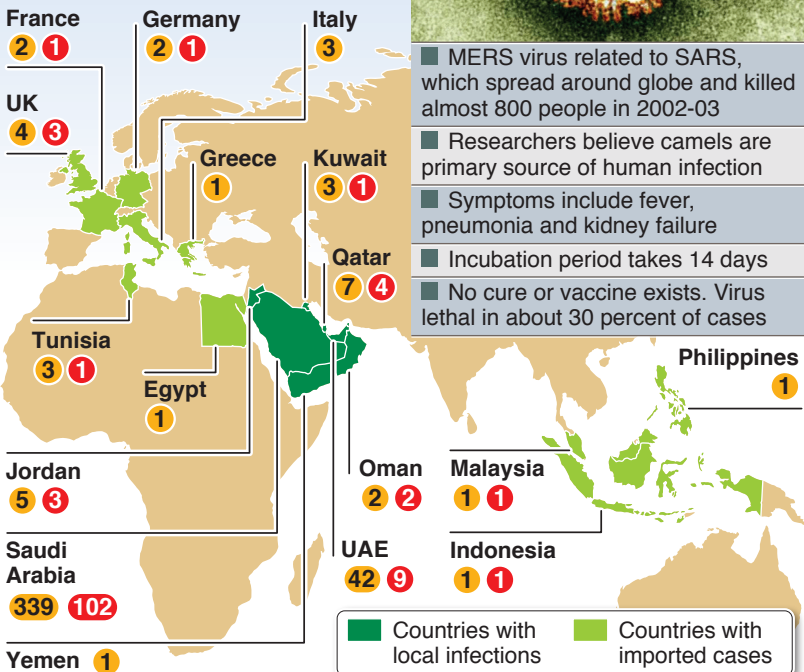 France
2 1
Germany
2 1
Italy
3
UK
4 3
Greece
1
Kuwait
3 1
Qatar
7 4
Tunisia
3 1
Egypt
1
Jordan
5 3
Saudi
Arabia
339 102
Yemen 1
Oman
2 2
UAE
42 9
Malaysia
1 1
Indonesia
1 1
Philippines
1
MERS virus related to SARS,
which spread around globe and killed
almost 800 people in 2002-03
Researchers believe camels are
primary source of human infection
Symptoms include fever,
pneumonia and kidney failure
Incubation period takes 14 days
No cure or vaccine exists. Virus
lethal in about 30 percent of cases
Countries with
local infections
Countries with
imported cases